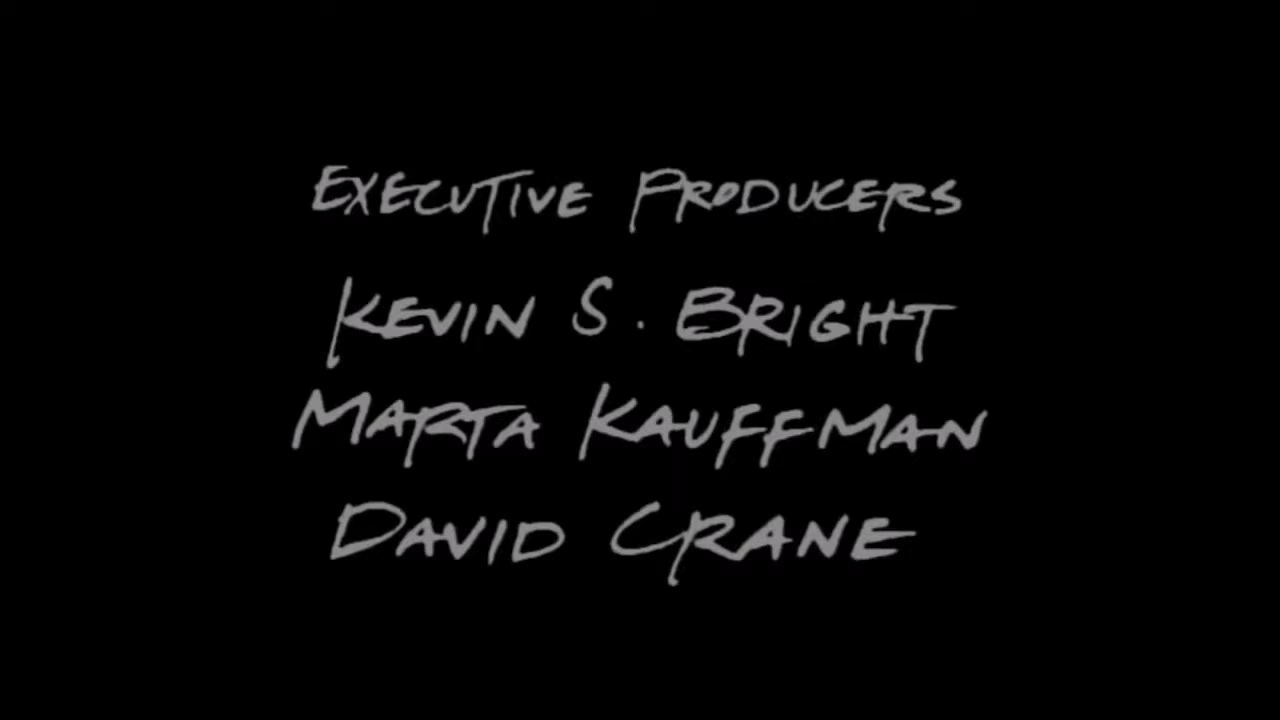 EXECUTIVE PRODUCERS
KEVIN S. BRIGHT
MARTA KAUFFMAN
DAVID CRANE